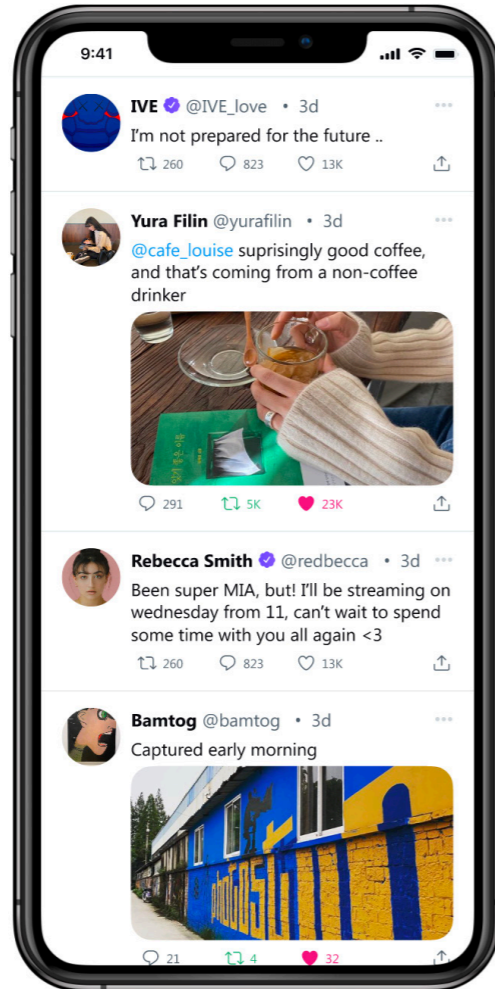 9:41
IVE @IVE_love • 3d
I'm not prepared for the future ..
260 823 13K
Yura Filin @yurafilin • 3d
@cafe_louise suprisingly good coffee,
and that's coming from a non-coffee
drinker
291 5K 23K
Rebecca Smith @redbecca • 3d
Been super MIA, but! I'll be streaming on
wednesday from 11, can't wait to spend
some time with you all again <3
260 823 13K
Bamtog @bamtog • 3d
Captured early morning
21 4 32